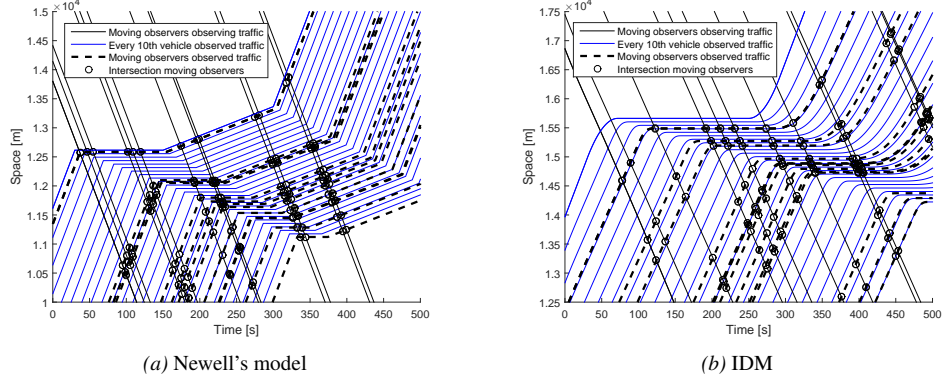 ×10⁴
1.5
1.45
1.4
1.35
1.3
1.25
1.2
1.15
1.1
1.05
1
Space [m]
0 50 100 150 200 250 300 350 400 450 500
Time [s]
Moving observers observing traffic
Every 10th vehicle observed traffic
Moving observers observed traffic
Intersection moving observers
(a) Newell's model
×10⁴
1.75
1.7
1.65
1.6
1.55
1.5
1.45
1.4
1.35
1.3
1.25
Space [m]
0 50 100 150 200 250 300 350 400 450 500
Time [s]
Moving observers observing traffic
Every 10th vehicle observed traffic
Moving observers observed traffic
Intersection moving observers
(b) IDM